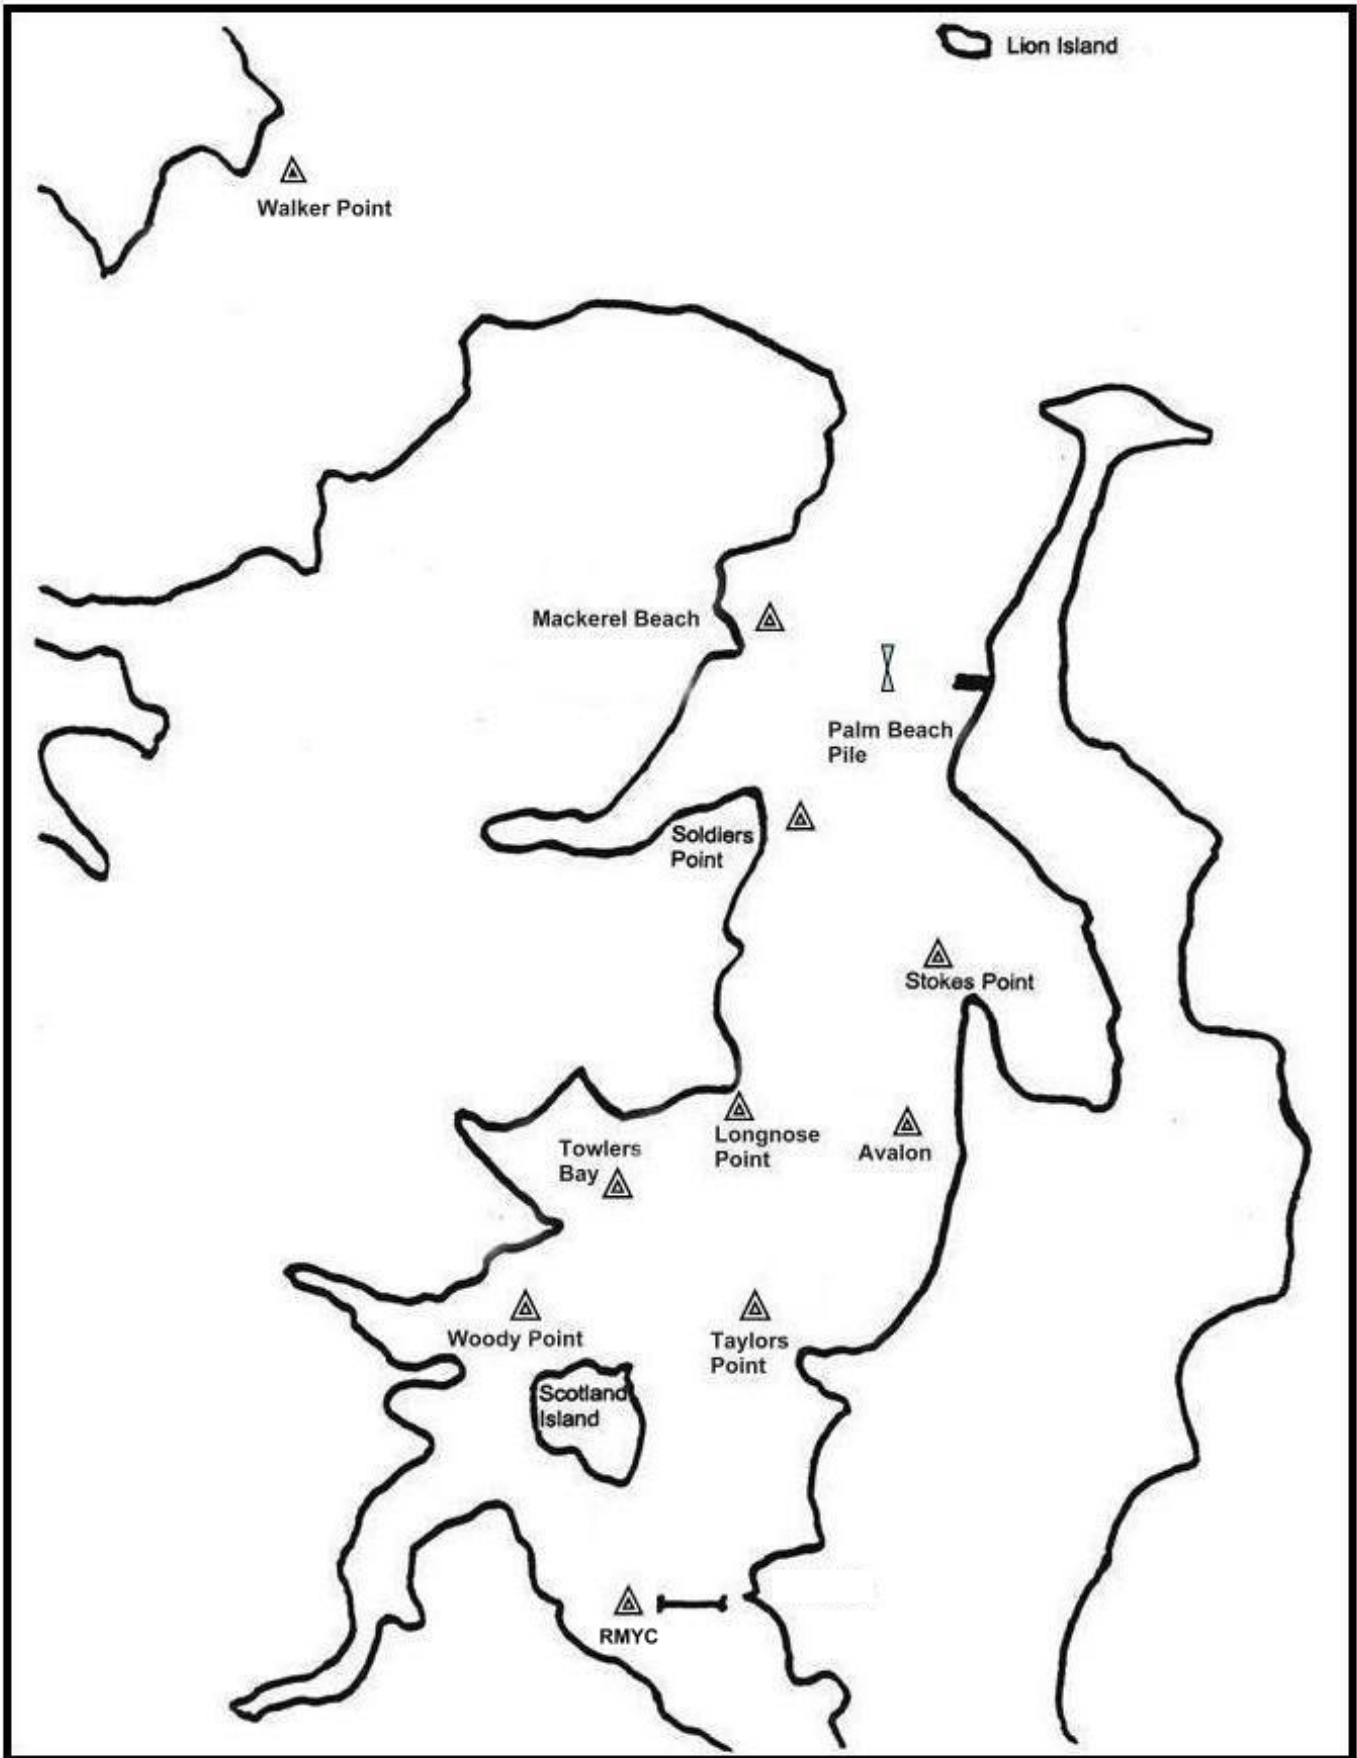 Lion Island
Walker Point
Mackerel Beach
Palm Beach
Pile
Soldiers
Point
Stokes Point
Longnose
Point
Avalon
Towlers
Bay
Woody Point
Taylors
Point
Scotland
Island
RMYC